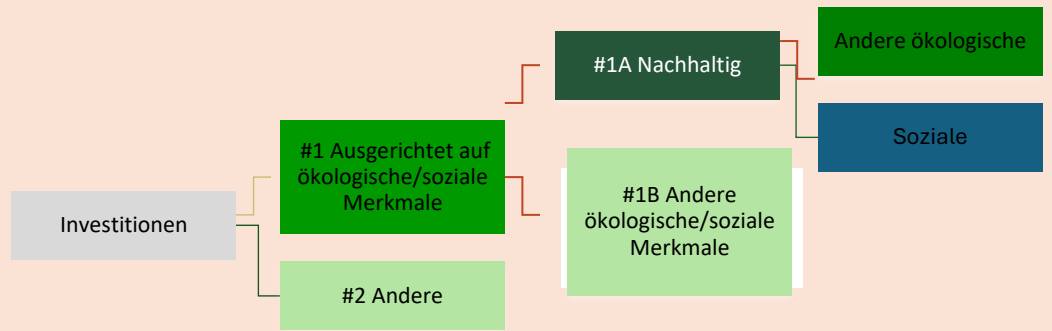 Investitionen
#1 Ausgerichtet auf
ökologische/soziale
Merkmale
#2 Andere
#1A Nachhaltig
#1B Andere
ökologische/soziale
Merkmale
Andere ökologische
Soziale